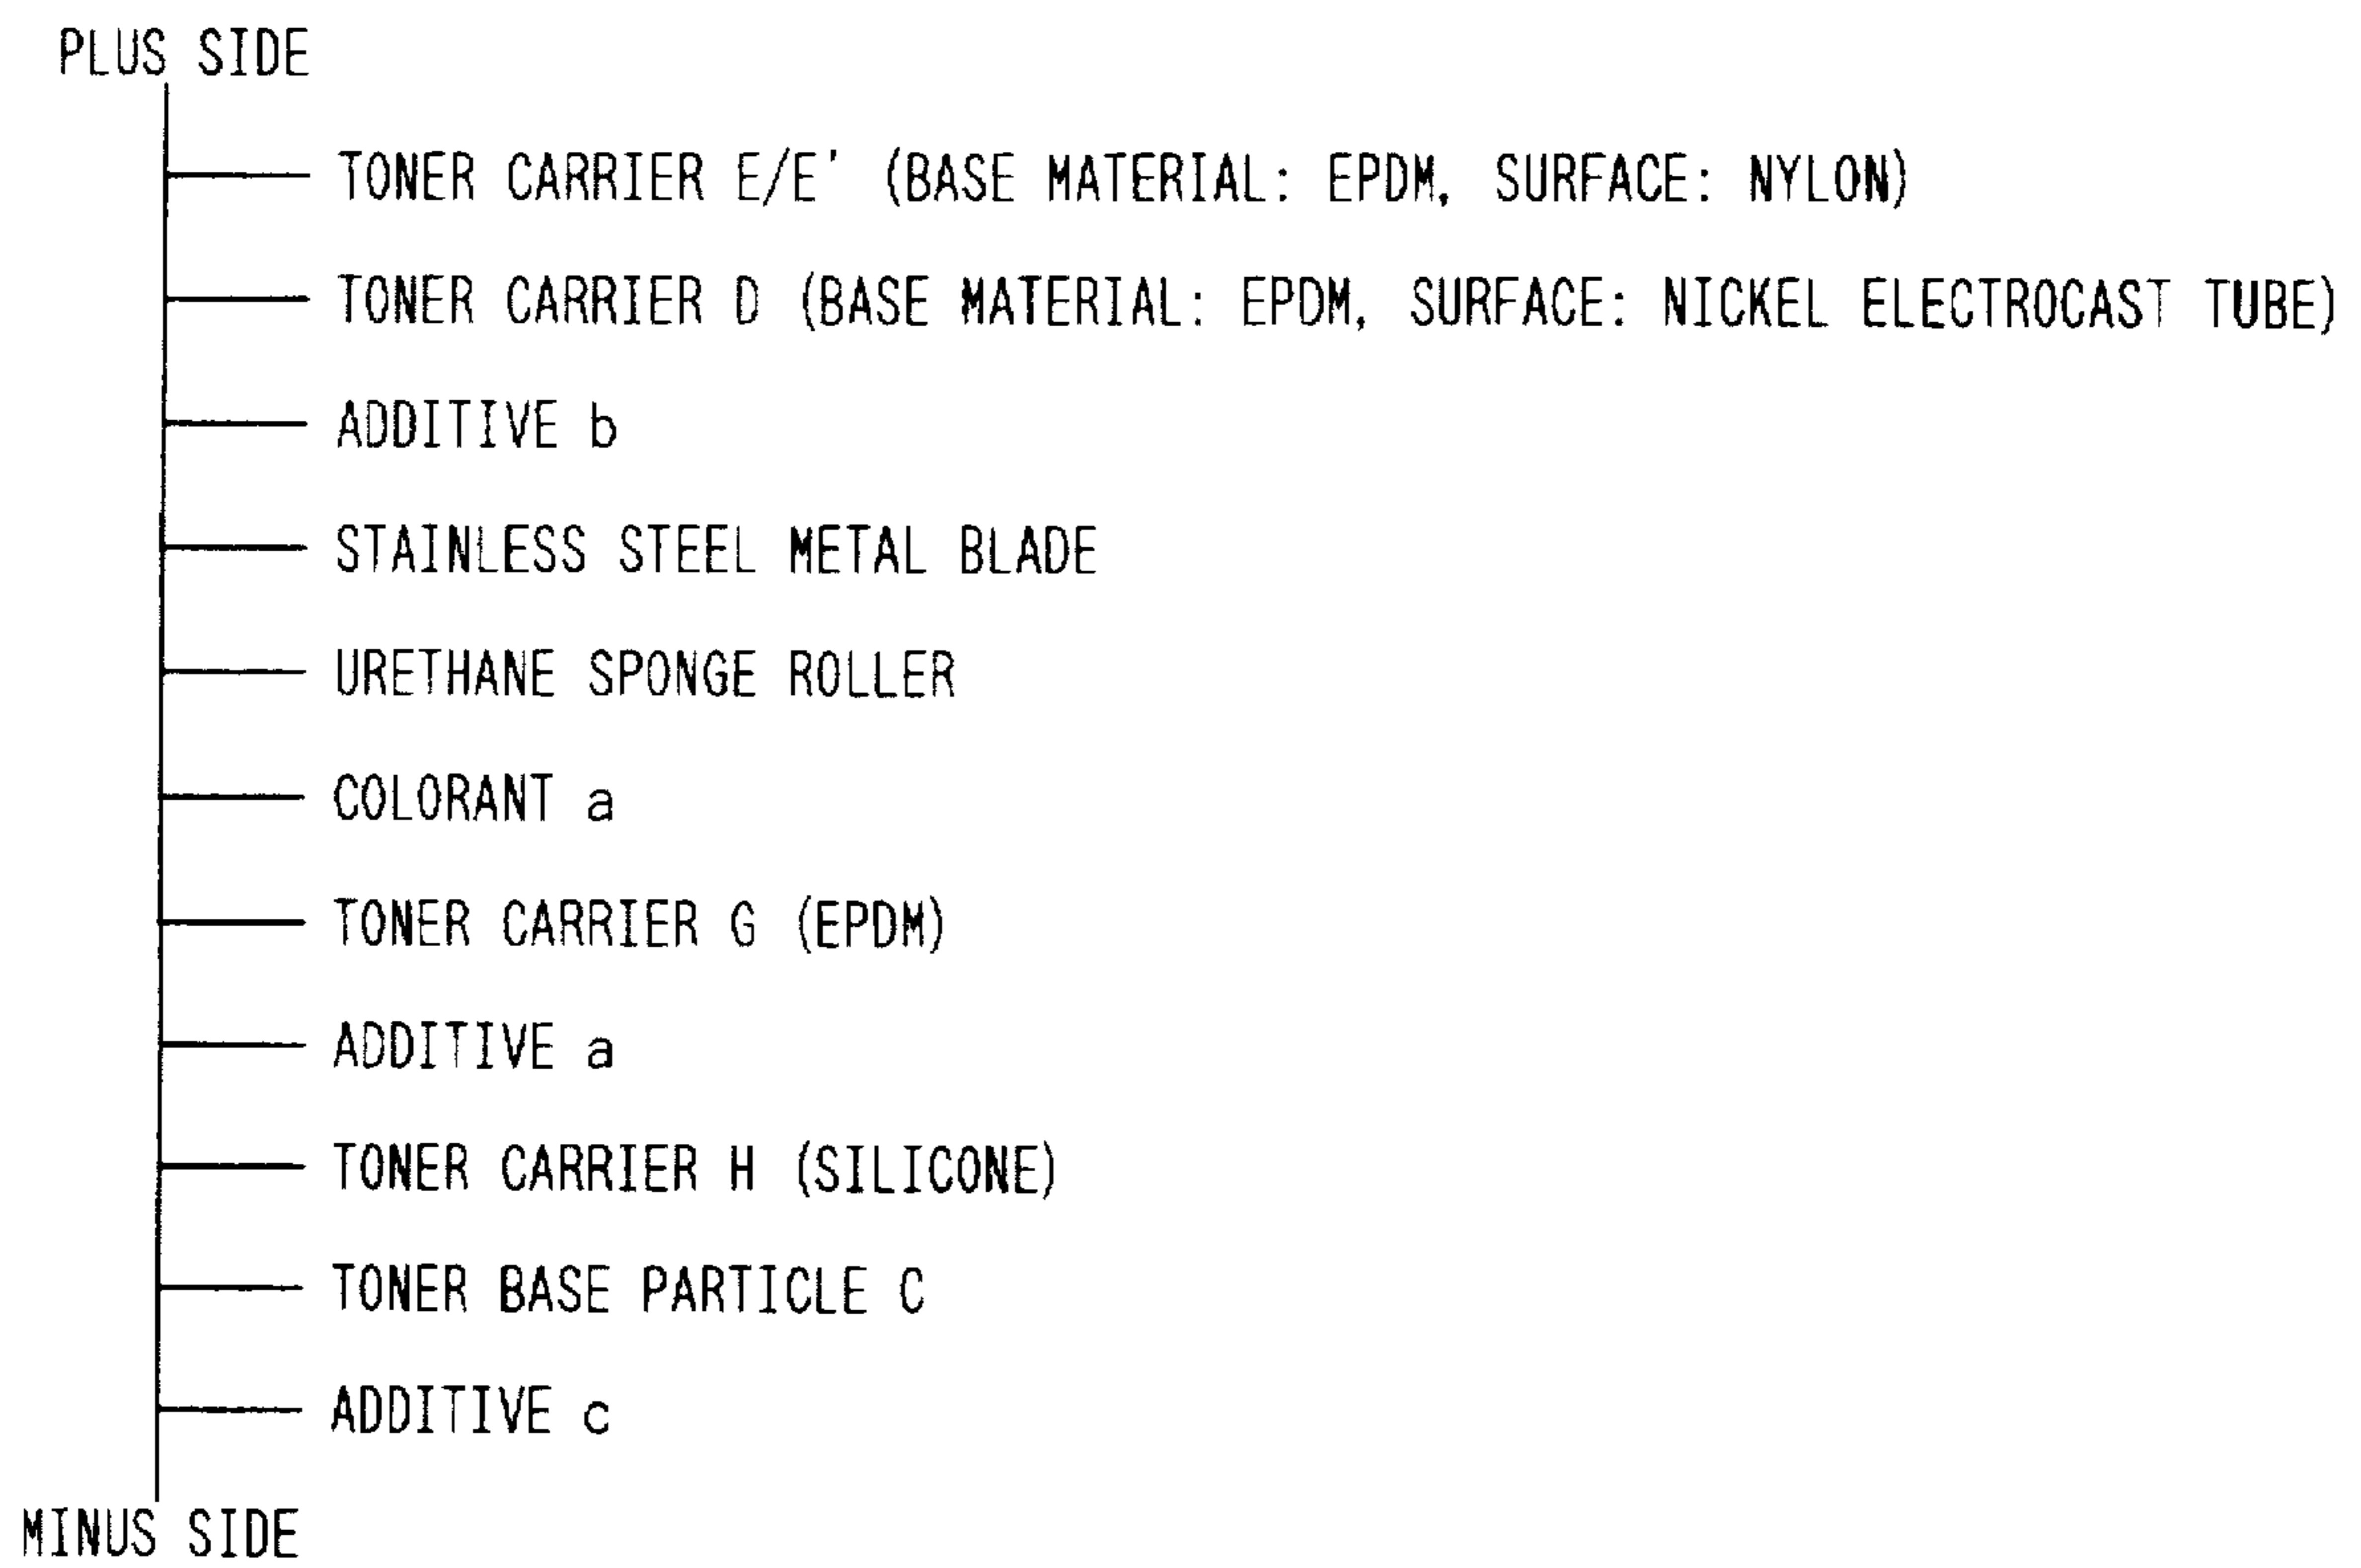 PLUS SIDE
TONER CARRIER E/E' (BASE MATERIAL: EPDM, SURFACE: NYLON)
TONER CARRIER D (BASE MATERIAL: EPDM, SURFACE: NICKEL ELECTROCAST TUBE)
ADDITIVE b
STAINLESS STEEL METAL BLADE
URETHANE SPONGE ROLLER
COLORANT a
TONER CARRIER G (EPDM)
ADDITIVE a
TONER CARRIER H (SILICONE)
TONER BASE PARTICLE C
ADDITIVE c
MINUS SIDE